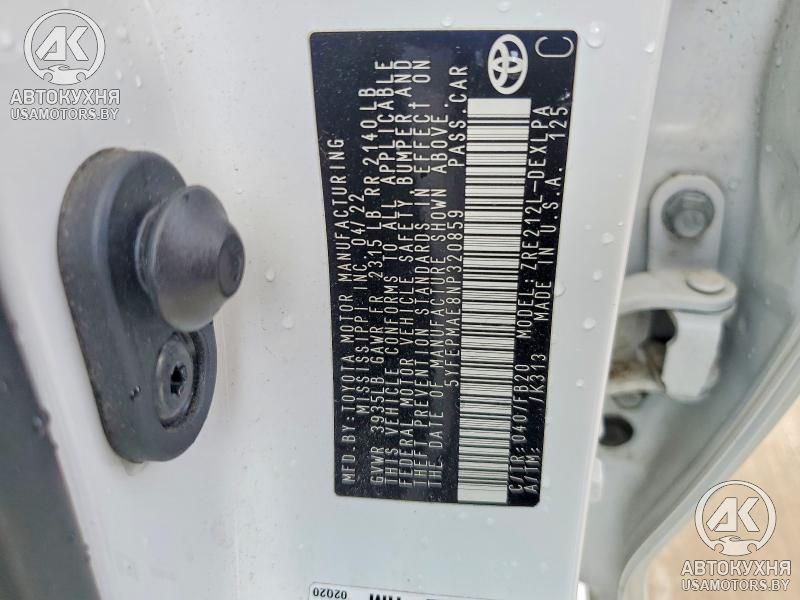 AK
АВТОКУХНЯ
USAMOTORS.BY
MFD.BY:TOYOTA MOTOR MANUFACTURING
MISSISSIPPI INC. 04/22
GVWR 3935LB GAWR FR 2315 LB RR 2140 LB
THIS VEHICLE CONFORMS TO ALL APPLICABLE
FEDERAL MOTOR VEHICLE SAFETY BUMPER AND
THEFT PREVENTION STANDARDS IN EFFECT ON
THE DATE OF MANUFACTURE SHOWN ABOVE.
5YFEPMAE8NP320859 PASS.CAR
C/TR: 040/FB20 MODEL: ZRE212L-DEXLPA
A/TM: /K313 MADE IN U.S.A. 125
C
02020
AK
АВТОКУХНЯ
USAMOTORS.BY